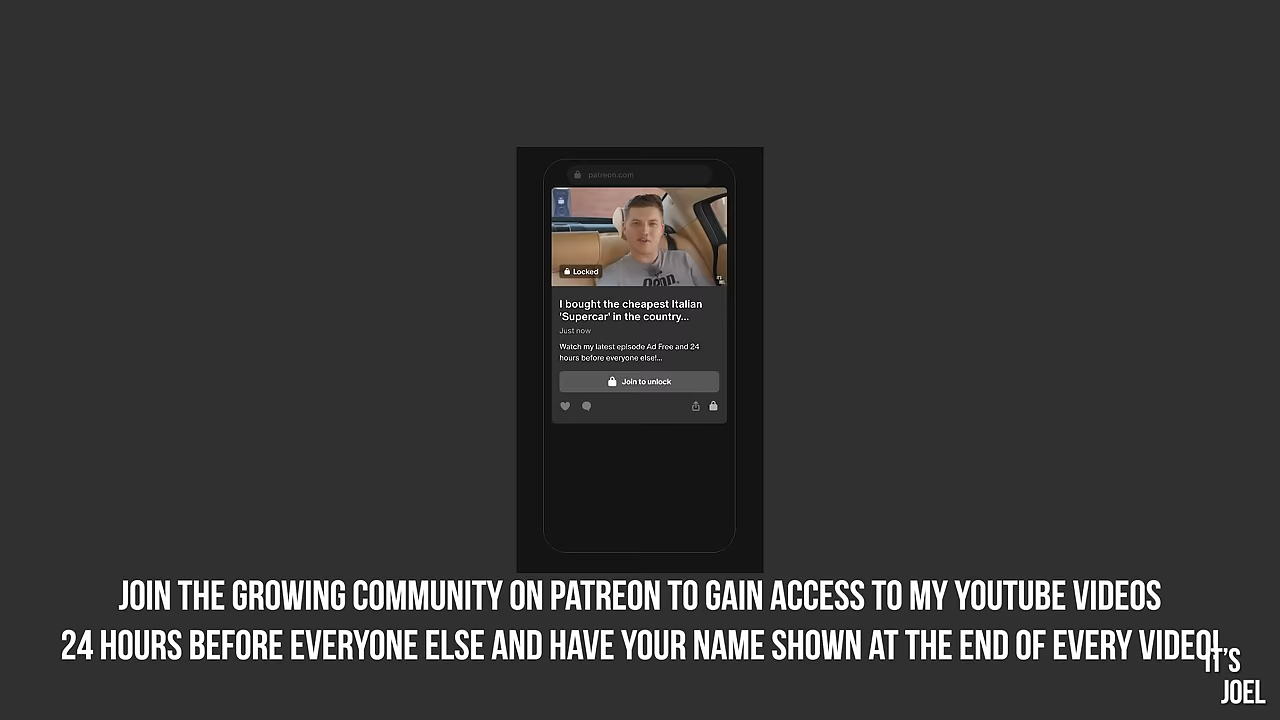 patreon.com
Locked
I bought the cheapest Italian
'Supercar' in the country...
Just now
Watch my latest episode Ad Free and 24
hours before everyone else!...
Join to unlock
JOIN THE GROWING COMMUNITY ON PATREON TO GAIN ACCESS TO MY YOUTUBE VIDEOS
24 HOURS BEFORE EVERYONE ELSE AND HAVE YOUR NAME SHOWN AT THE END OF EVERY VIDEO!
IT'S
JOEL